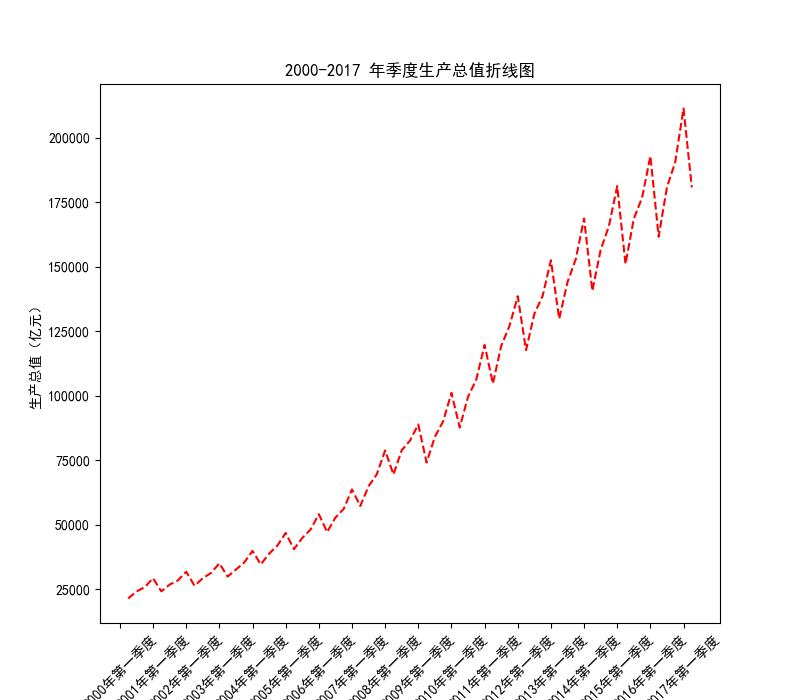 2000-2017 年季度生产总值折线图
200000
175000
150000
125000
100000
75000
50000
25000
生产总值（亿元）
2000年第一季度
2001年第一季度
2002年第一季度
2003年第一季度
2004年第一季度
2005年第一季度
2006年第一季度
2007年第一季度
2008年第一季度
2009年第一季度
2010年第一季度
2011年第一季度
2012年第一季度
2013年第一季度
2014年第一季度
2015年第一季度
2016年第一季度
2017年第一季度